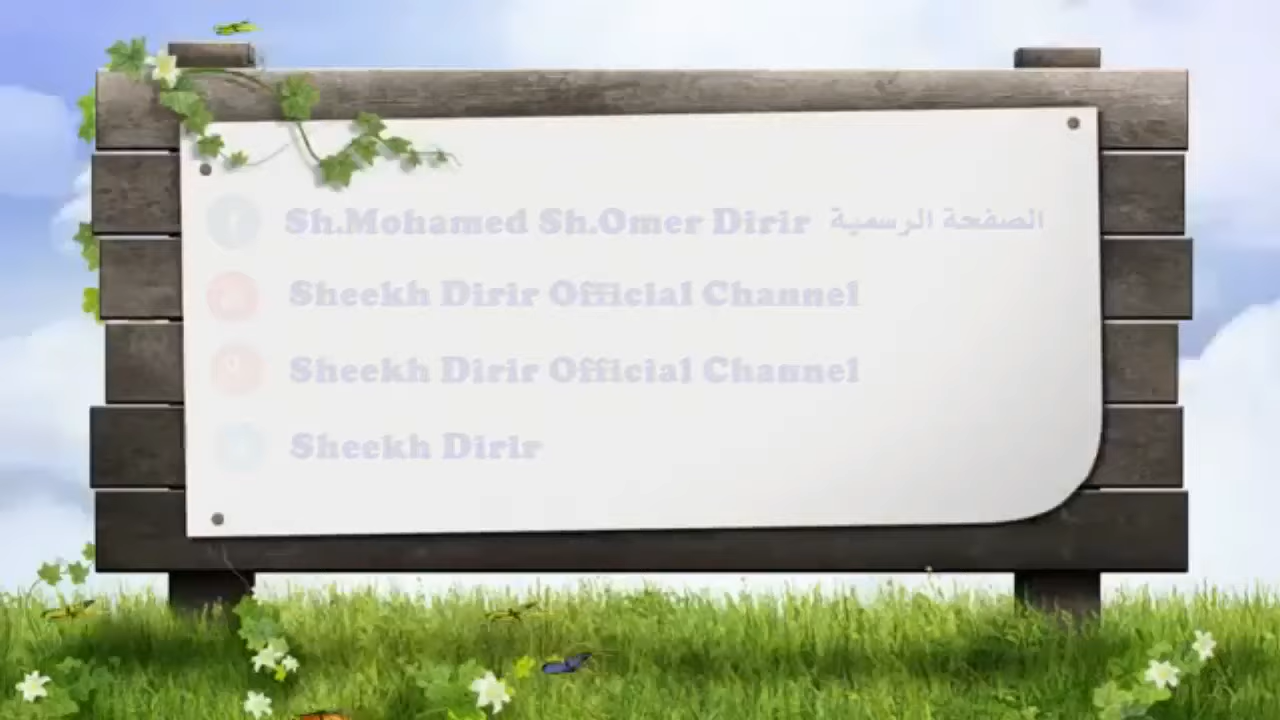 Sh.Mohamed Sh.Omer Dirir الصفحة الرسمية
Sheekh Dirir Official Channel
Sheekh Dirir Official Channel
Sheekh Dirir